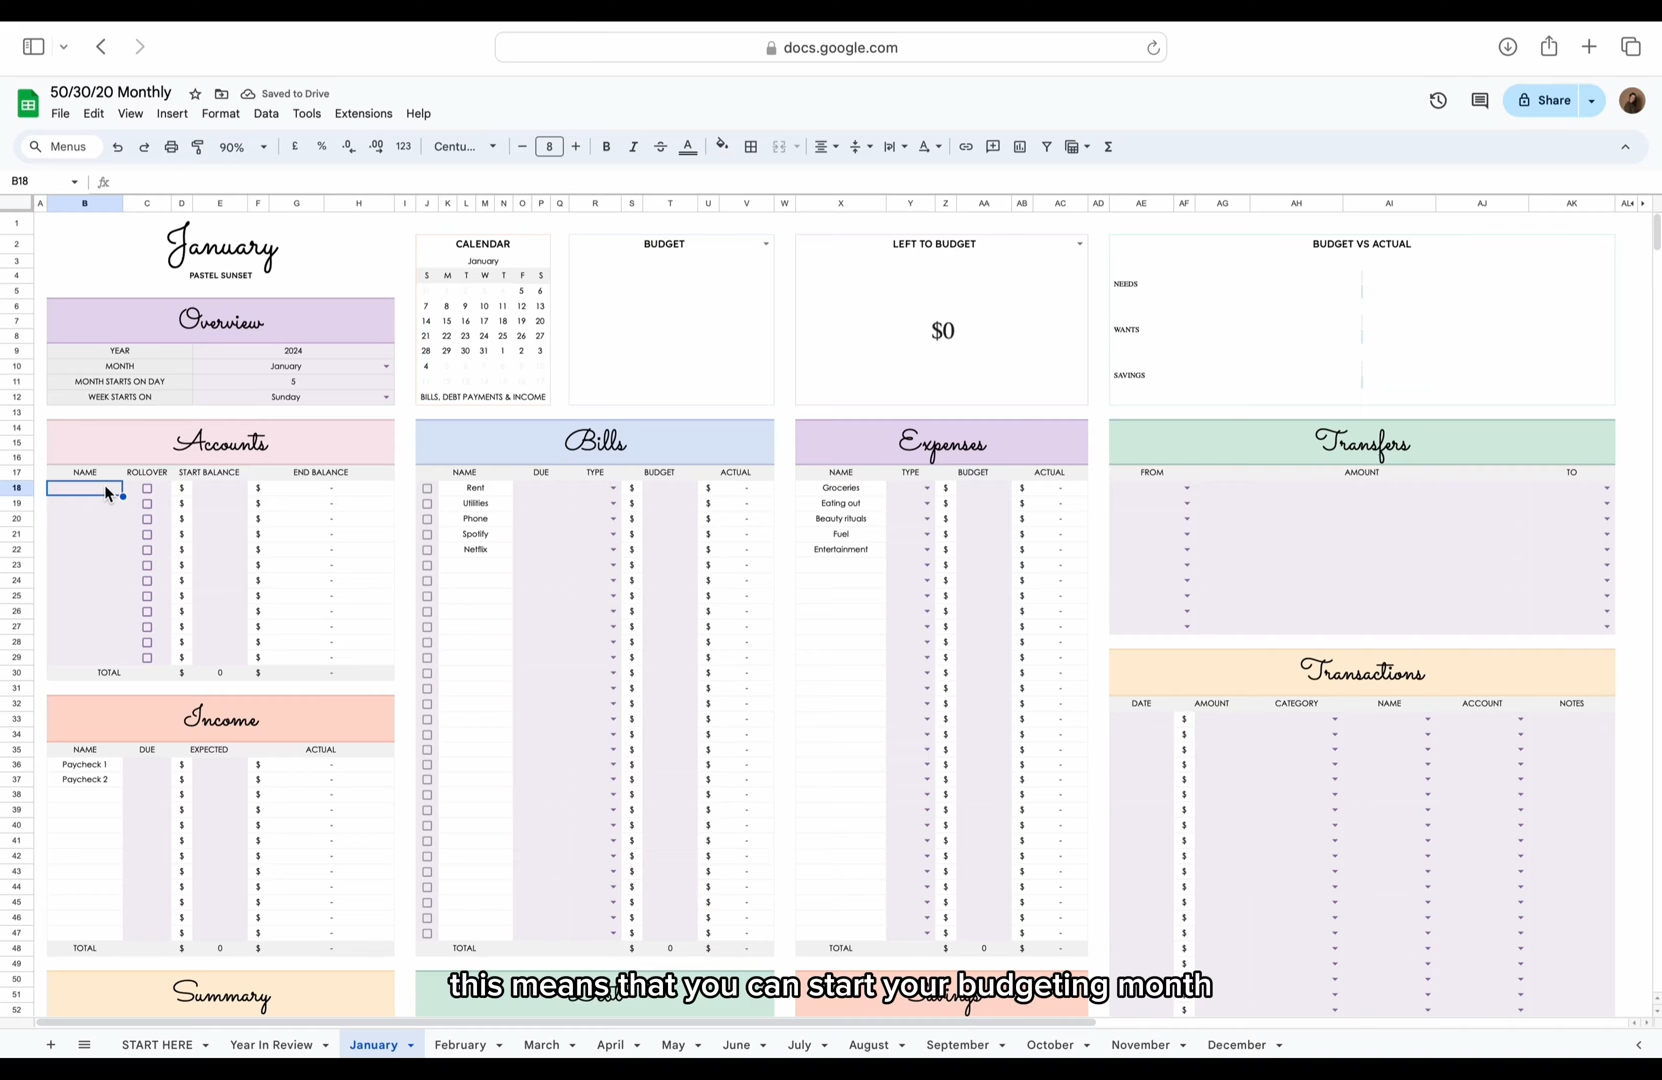 docs.google.com
50/30/20 Monthly
Saved to Drive
File Edit View Insert Format Data Tools Extensions Help
Share
Menus 90% £ % .0 .00 123 Centu... 8 B I A Σ
B18 fx
A B C D E F G H I J K L M N O P Q R S T U V W X Y Z AA AB AC AD AE AF AG AH AI AJ AK AL
January
PASTEL SUNSET
Overview
YEAR 2024
MONTH January
MONTH STARTS ON DAY 5
WEEK STARTS ON Sunday
CALENDAR
January
S M T W T F S
5 6
7 8 9 10 11 12 13
14 15 16 17 18 19 20
21 22 23 24 25 26 27
28 29 30 31 1 2 3
4
BILLS, DEBT PAYMENTS & INCOME
BUDGET
LEFT TO BUDGET
$0
BUDGET VS ACTUAL
NEEDS
WANTS
SAVINGS
Accounts
NAME ROLLOVER START BALANCE END BALANCE
TOTAL $ 0 $ -
Income
NAME DUE EXPECTED ACTUAL
Paycheck 1 $ $ -
Paycheck 2 $ $ -
TOTAL $ 0 $ -
Summary
Bills
NAME DUE TYPE BUDGET ACTUAL
Rent $ $ -
Utilities $ $ -
Phone $ $ -
Spotify $ $ -
Netflix $ $ -
TOTAL $ 0 $ -
Expenses
NAME TYPE BUDGET ACTUAL
Groceries $ $ -
Eating out $ $ -
Beauty rituals $ $ -
Fuel $ $ -
Entertainment $ $ -
TOTAL $ 0 $ -
Savings
Transfers
FROM AMOUNT TO
Transactions
DATE AMOUNT CATEGORY NAME ACCOUNT NOTES
this means that you can start your budgeting month
START HERE Year In Review January February March April May June July August September October November December